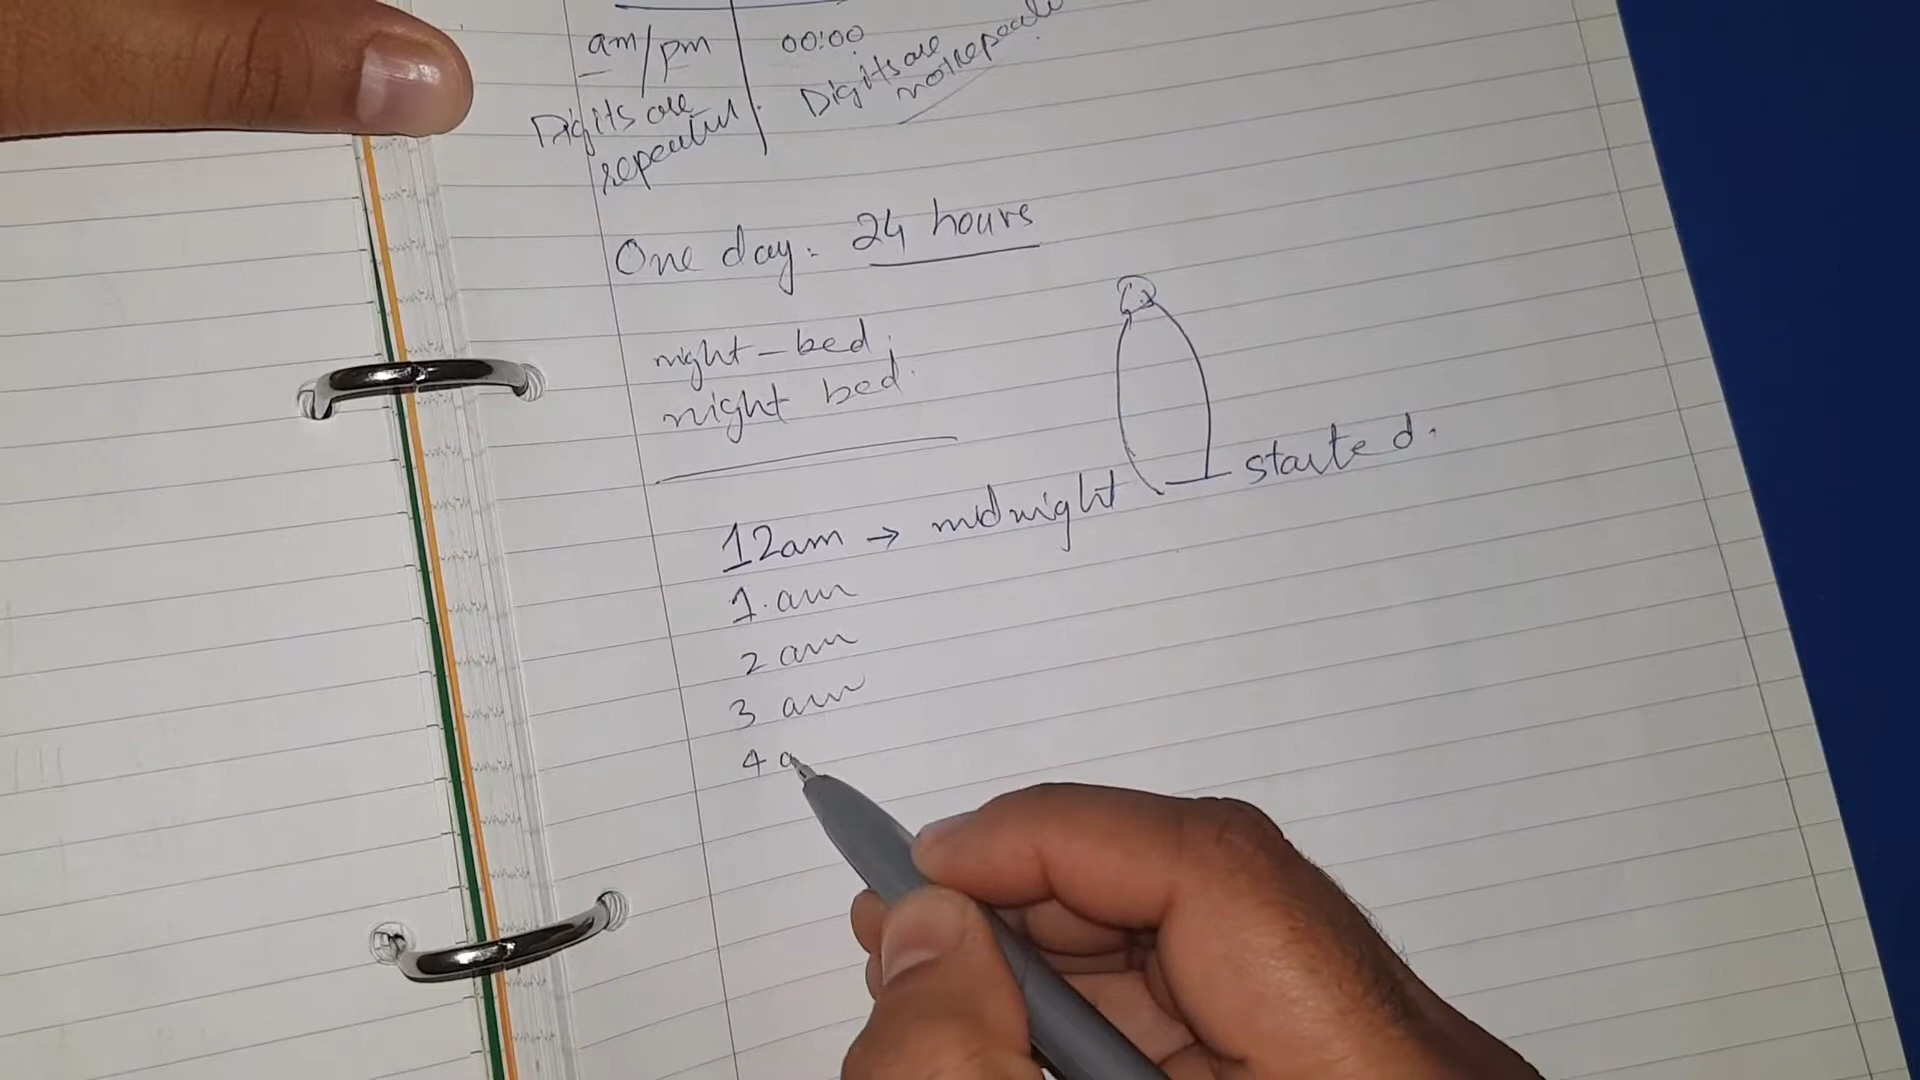 am/pm
00:00
Digits are
repeated
Digits are
not repeate
One day. 24 hours
night-bed.
night bed.
12am → midnight
started.
1.am
2 am
3 am
4 a